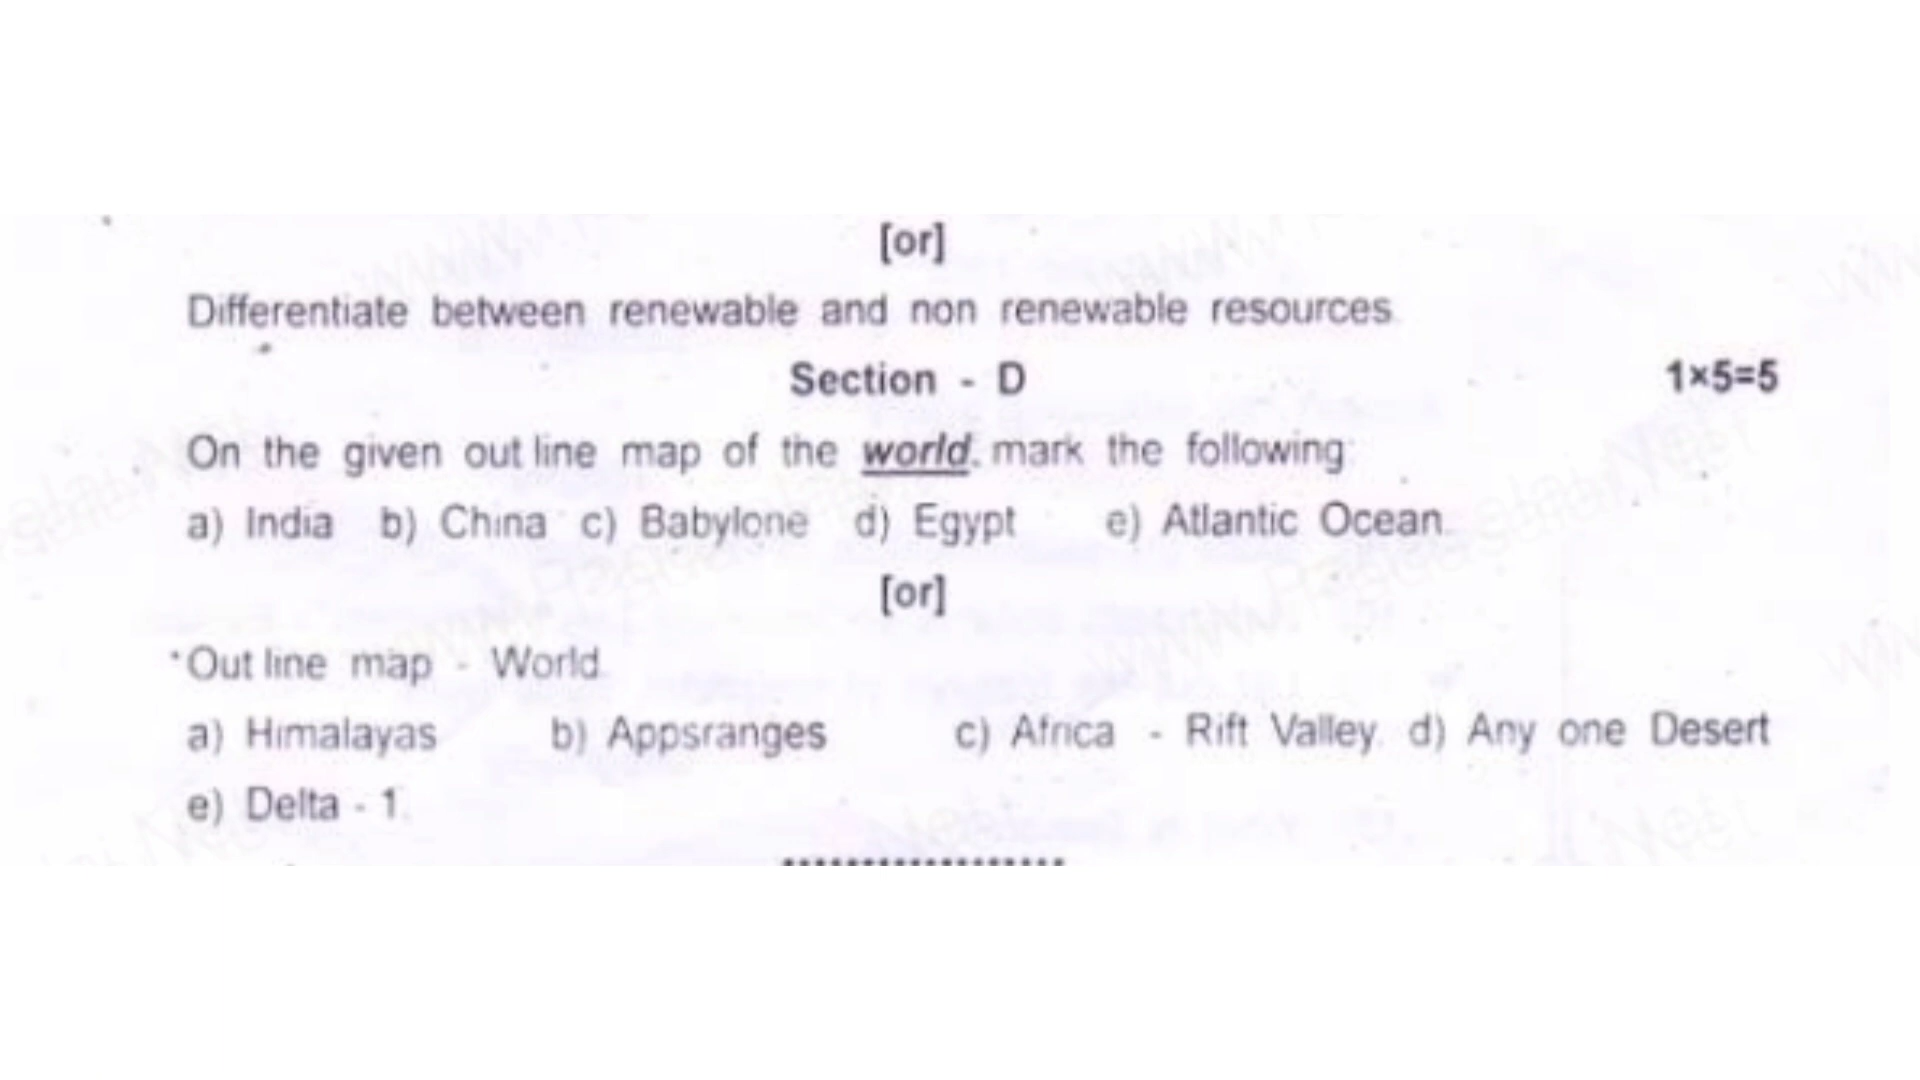 [or]
Differentiate between renewable and non renewable resources.
Section - D 1×5=5
On the given out line map of the world. mark the following:
a) India b) China c) Babylone d) Egypt e) Atlantic Ocean.
[or]
Out line map - World.
a) Himalayas b) Appsranges c) Africa - Rift Valley. d) Any one Desert
e) Delta - 1.